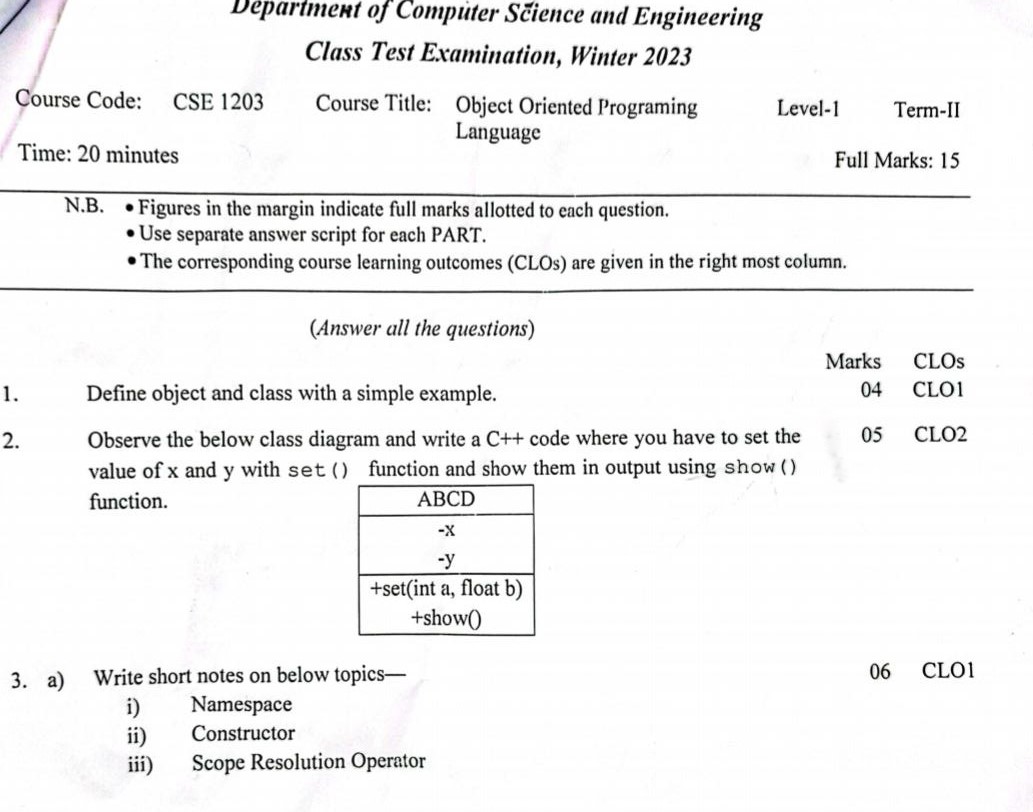 Department of Computer Science and Engineering
Class Test Examination, Winter 2023
Course Code: CSE 1203 Course Title: Object Oriented Programing Language Level-1 Term-II
Time: 20 minutes Full Marks: 15
N.B. • Figures in the margin indicate full marks allotted to each question.
• Use separate answer script for each PART.
• The corresponding course learning outcomes (CLOs) are given in the right most column.
(Answer all the questions)
Marks CLOs
1. Define object and class with a simple example. 04 CLO1
2. Observe the below class diagram and write a C++ code where you have to set the 05 CLO2
value of x and y with set() function and show them in output using show()
function.
ABCD
-x
-y
+set(int a, float b)
+show()
3. a) Write short notes on below topics— 06 CLO1
i) Namespace
ii) Constructor
iii) Scope Resolution Operator